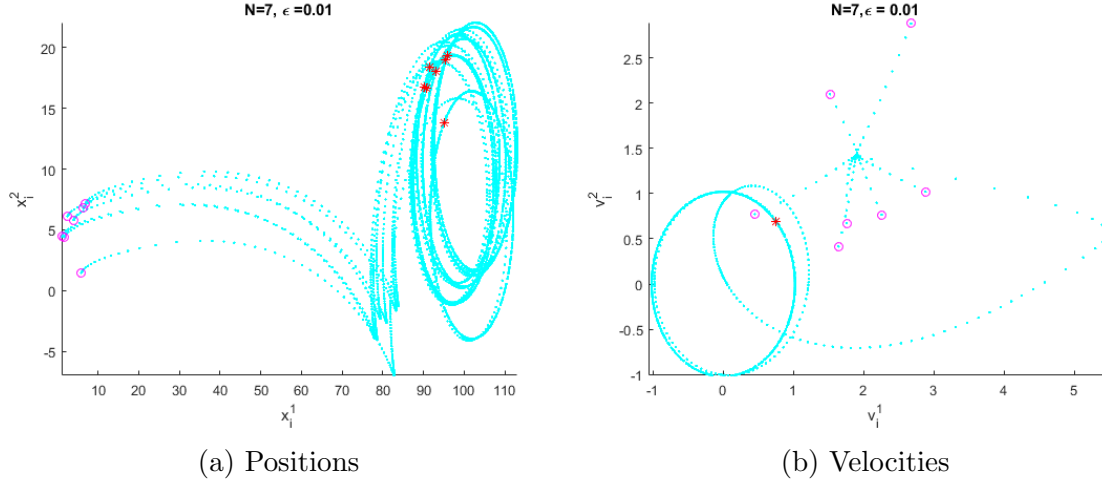 N=7, ϵ =0.01
20
15
10
5
0
-5
10 20 30 40 50 60 70 80 90 100 110
x_i^1
x_i^2
(a) Positions
N=7,ϵ = 0.01
2.5
2
1.5
1
0.5
0
-0.5
-1
-1 0 1 2 3 4 5
v_i^1
v_i^2
(b) Velocities